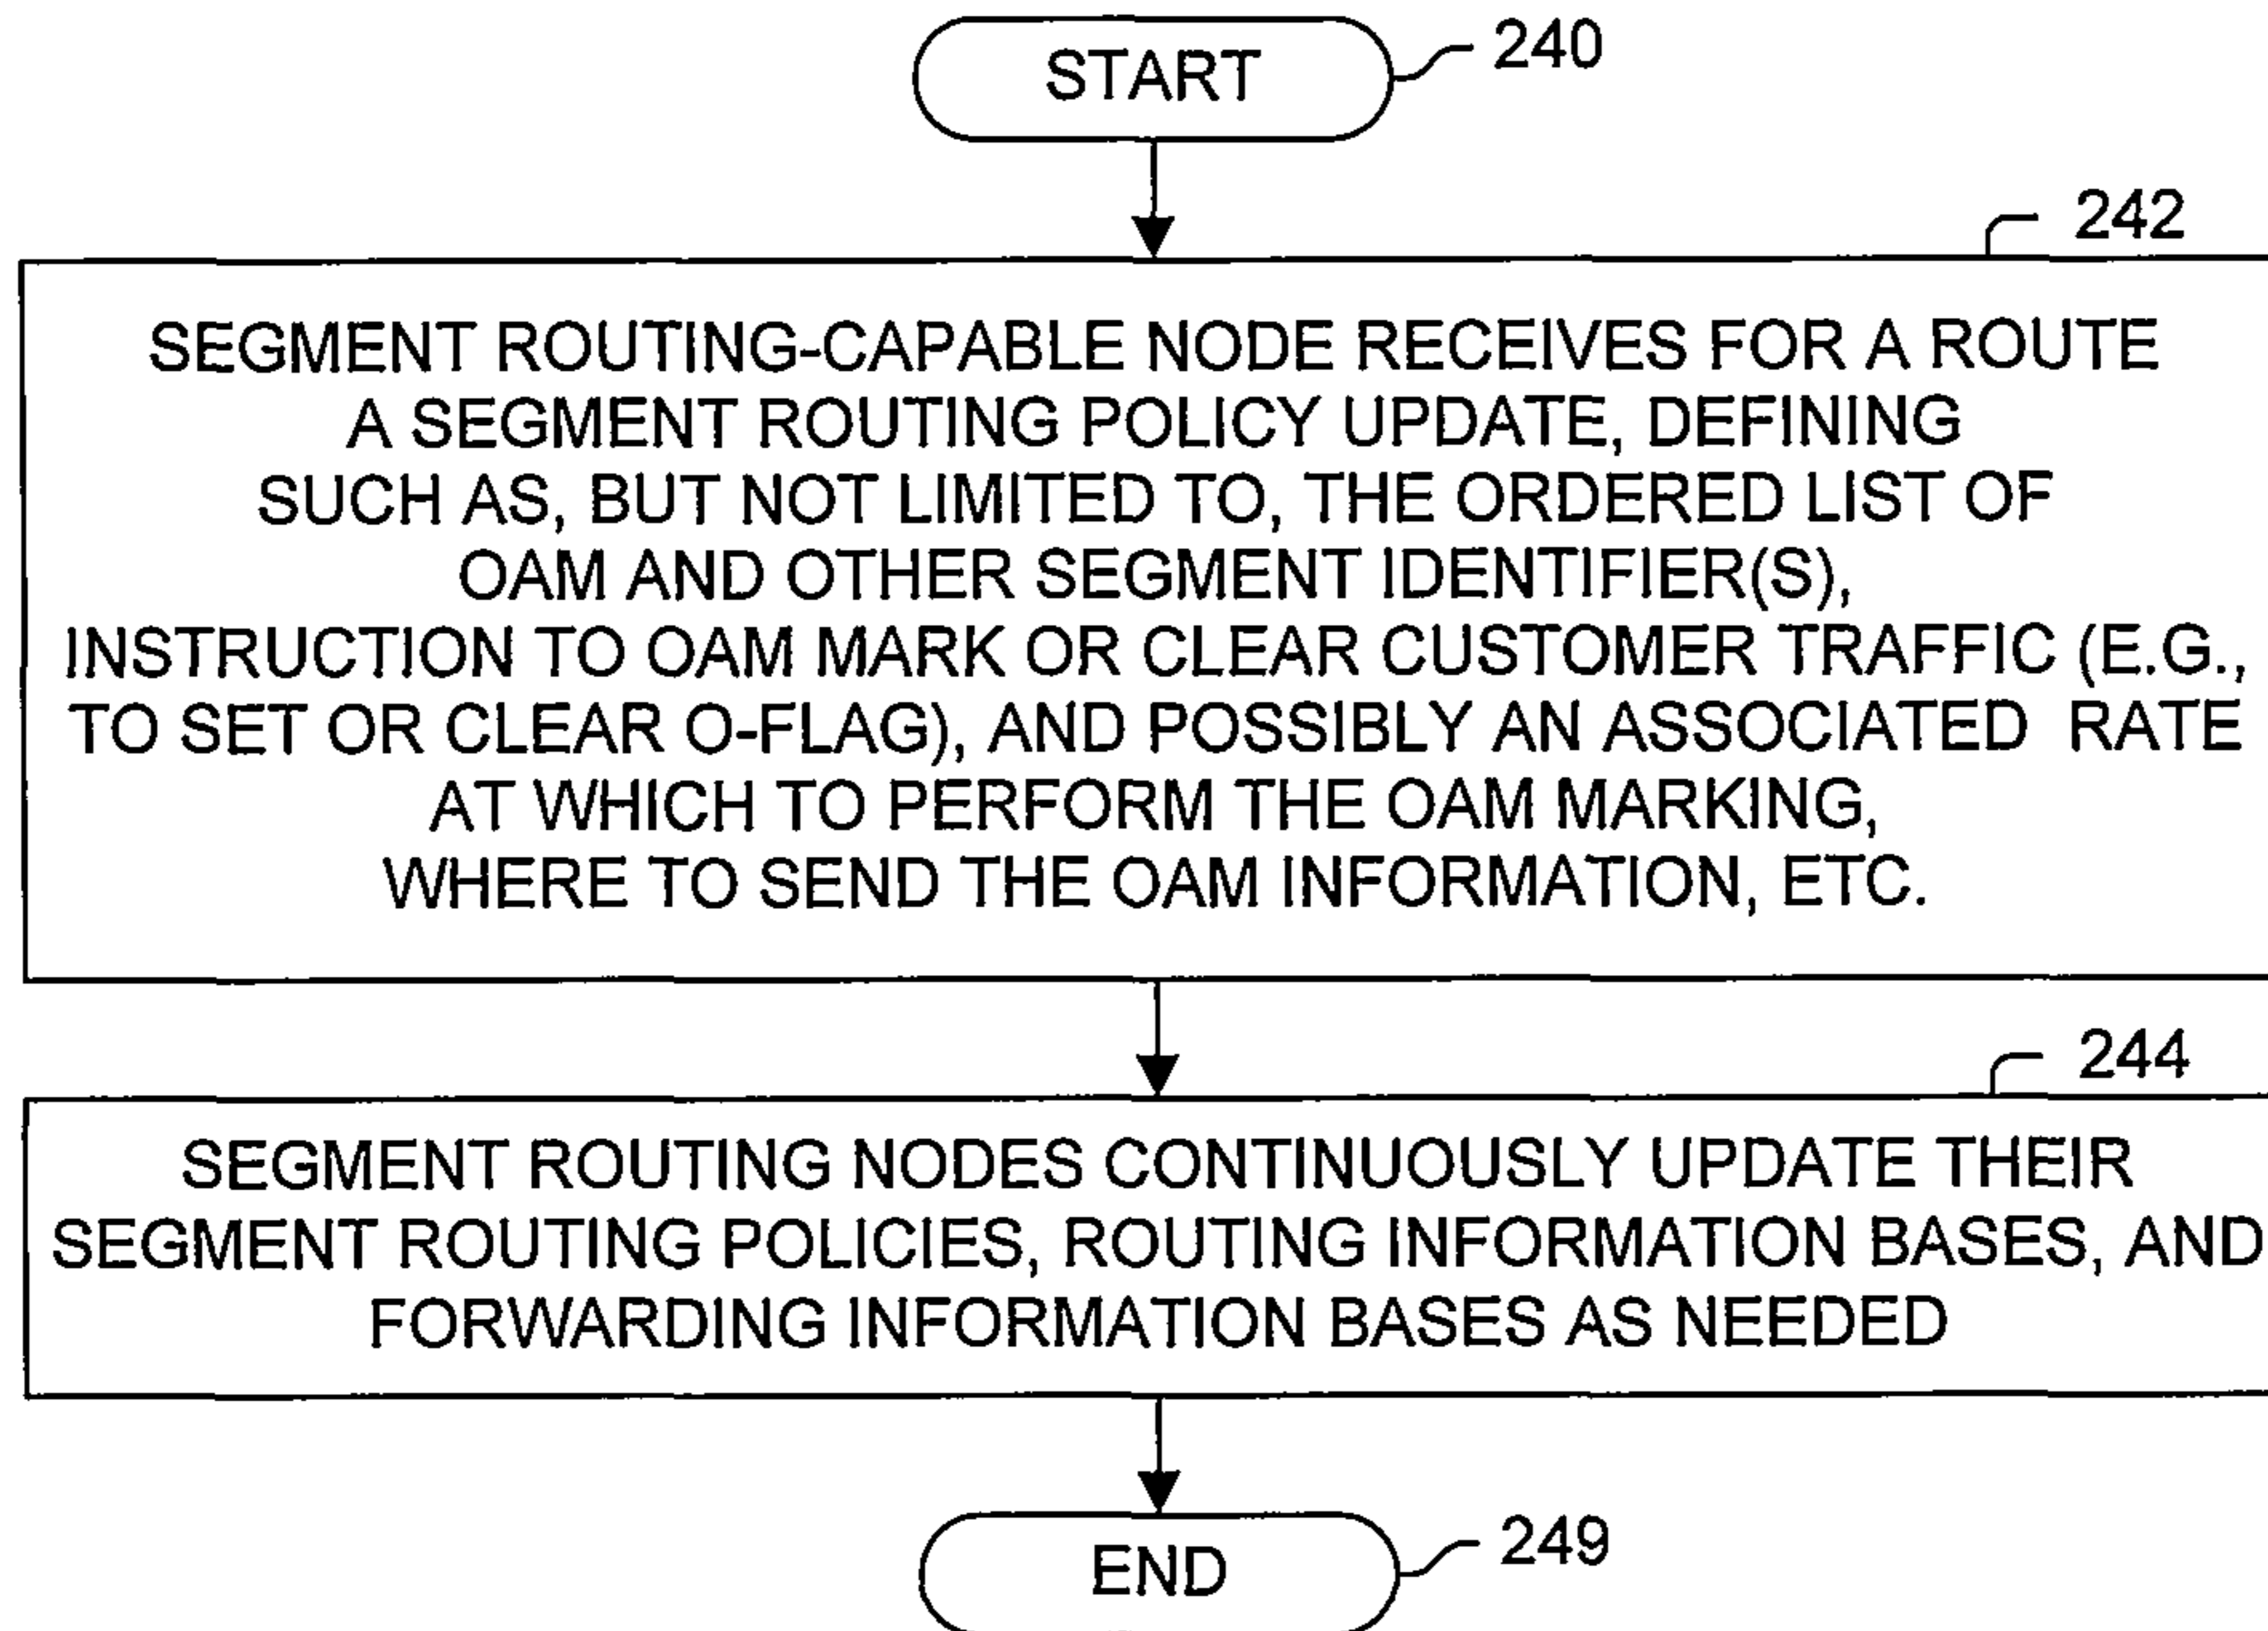 START
240
242
SEGMENT ROUTING-CAPABLE NODE RECEIVES FOR A ROUTE
A SEGMENT ROUTING POLICY UPDATE, DEFINING
SUCH AS, BUT NOT LIMITED TO, THE ORDERED LIST OF
OAM AND OTHER SEGMENT IDENTIFIER(S),
INSTRUCTION TO OAM MARK OR CLEAR CUSTOMER TRAFFIC (E.G.,
TO SET OR CLEAR O-FLAG), AND POSSIBLY AN ASSOCIATED RATE
AT WHICH TO PERFORM THE OAM MARKING,
WHERE TO SEND THE OAM INFORMATION, ETC.
244
SEGMENT ROUTING NODES CONTINUOUSLY UPDATE THEIR
SEGMENT ROUTING POLICIES, ROUTING INFORMATION BASES, AND
FORWARDING INFORMATION BASES AS NEEDED
END
249